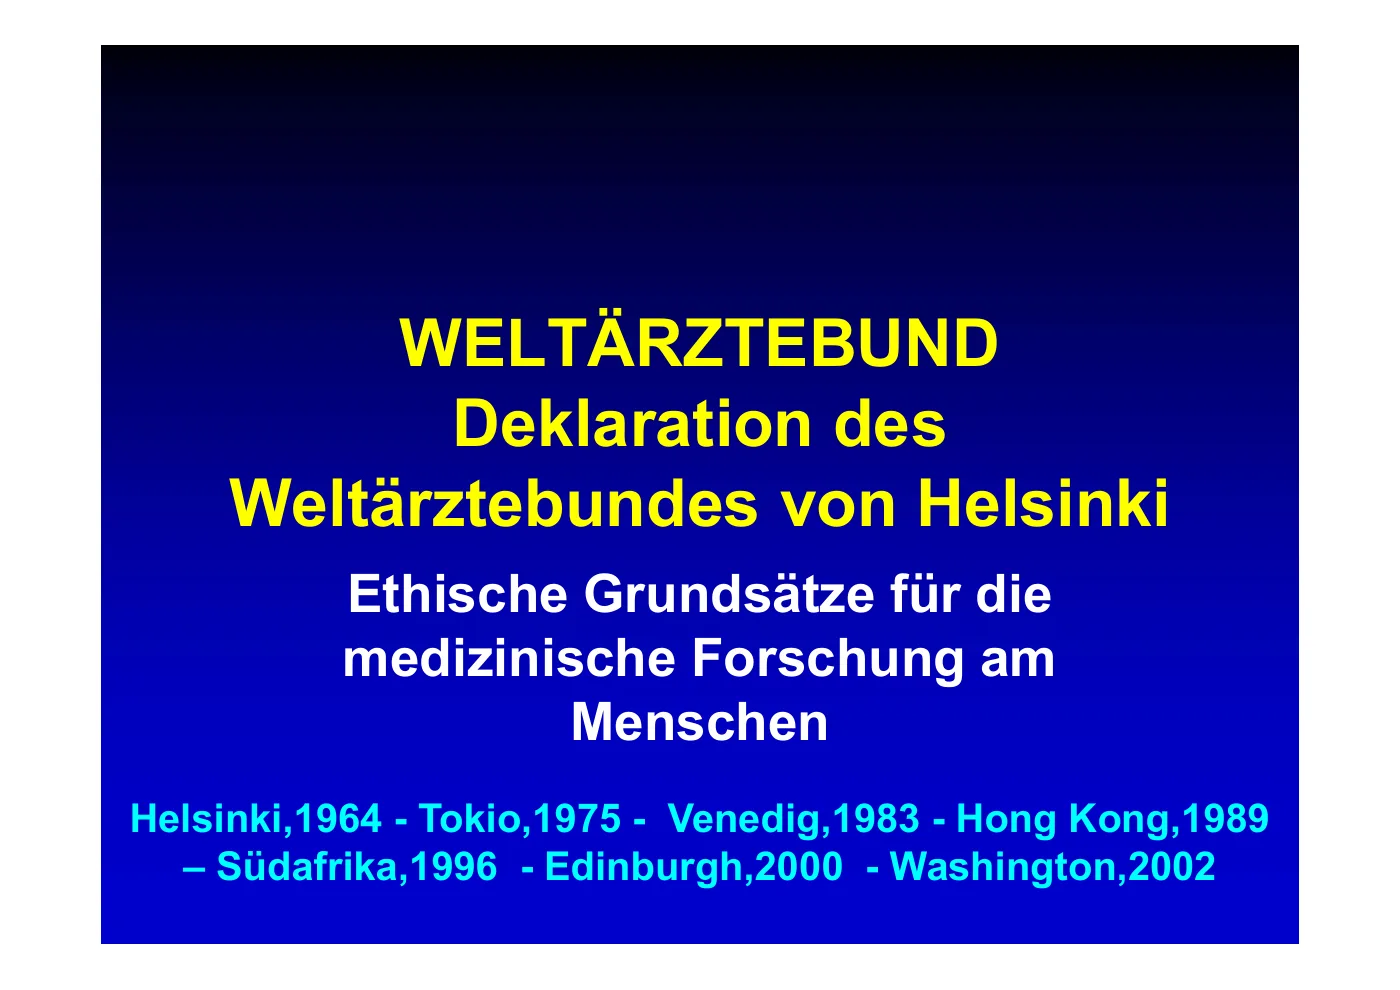 WELTÄRZTEBUND
Deklaration des
Weltärztebundes von Helsinki
Ethische Grundsätze für die
medizinische Forschung am
Menschen
Helsinki,1964 - Tokio,1975 -  Venedig,1983 - Hong Kong,1989
– Südafrika,1996  - Edinburgh,2000  - Washington,2002